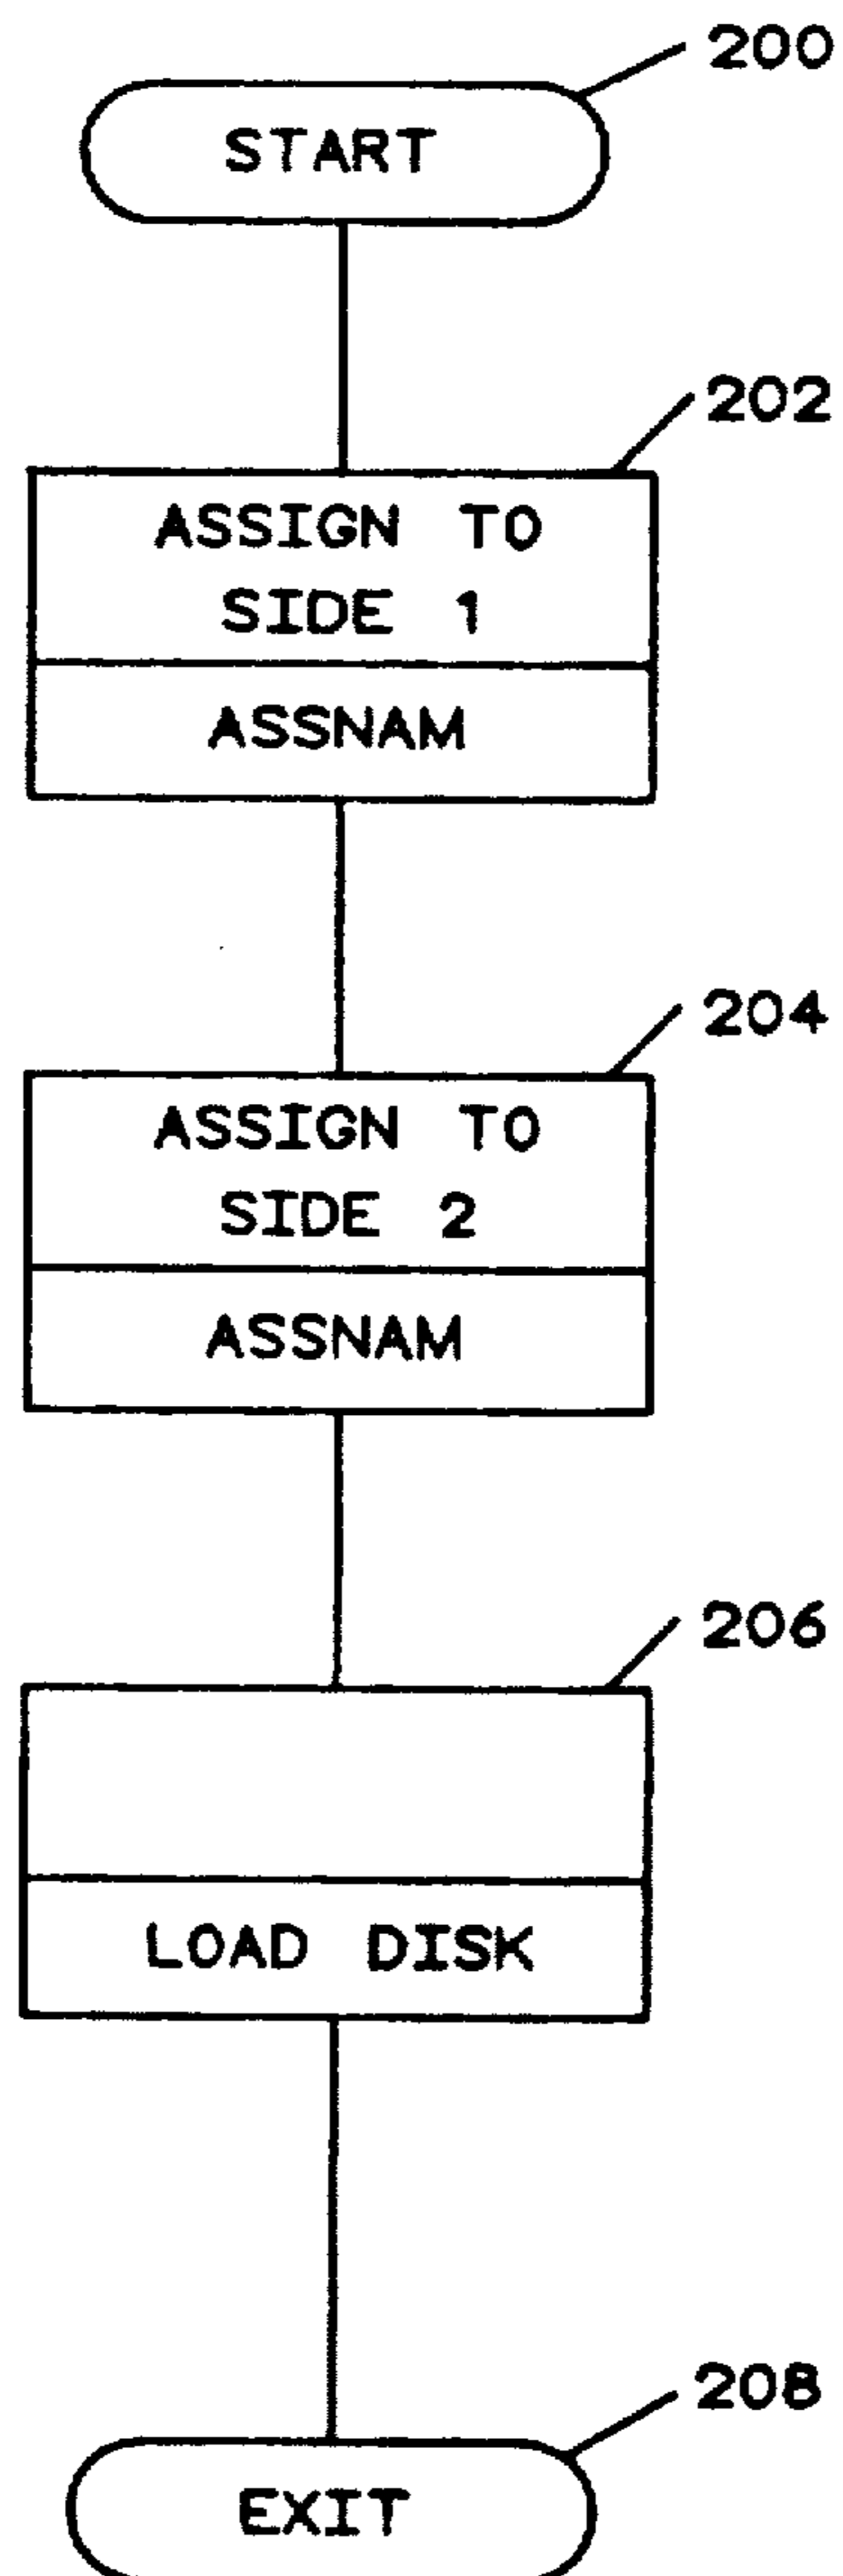 200
START
202
ASSIGN TO
SIDE 1
ASSNAM
204
ASSIGN TO
SIDE 2
ASSNAM
206
LOAD DISK
208
EXIT